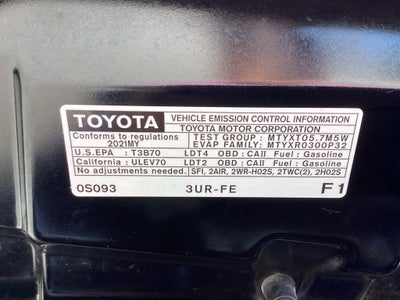 TOYOTA VEHICLE EMISSION CONTROL INFORMATION
TOYOTA MOTOR CORPORATION
Conforms to regulations TEST GROUP : MTYXT05.7M5W
2021MY EVAP FAMILY: MTYXR0300P32
U.S.EPA : T3B70 LDT4 OBD : CAII Fuel : Gasoline
California : ULEV70 LDT2 OBD : CAII Fuel : Gasoline
No adjustments needed. SFI, 2AIR, 2WR-HO2S, 2TWC(2), 2HO2S
0S093 3UR-FE F1